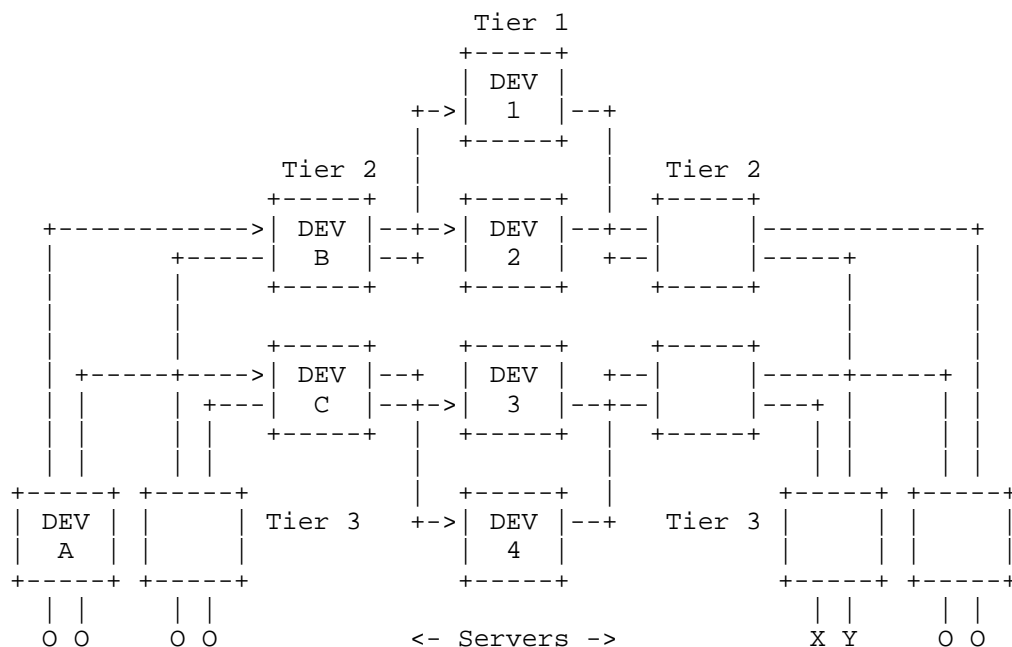 Tier 1
DEV
1
Tier 2 Tier 2
DEV DEV
B 2
DEV DEV
C 3
DEV Tier 3 DEV Tier 3
A 4
O O O O <- Servers -> X Y O O